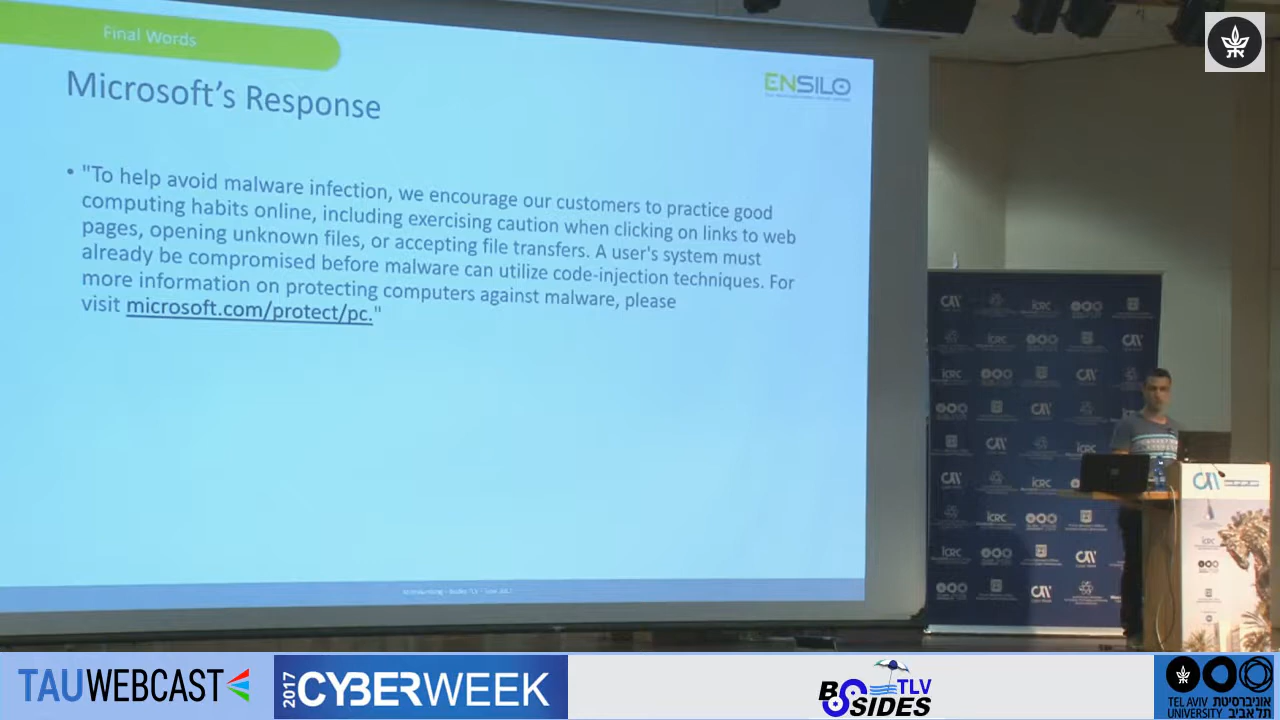 Final Words
Microsoft's Response
ENSILO
• "To help avoid malware infection, we encourage our customers to practice good
computing habits online, including exercising caution when clicking on links to web
pages, opening unknown files, or accepting file transfers. A user's system must
already be compromised before malware can utilize code-injection techniques. For
more information on protecting computers against malware, please
visit microsoft.com/protect/pc."
TAUWEBCAST
2017 CYBERWEEK
BSIDES TLV
TEL AVIV UNIVERSITY
אוניברסיטת תל אביב